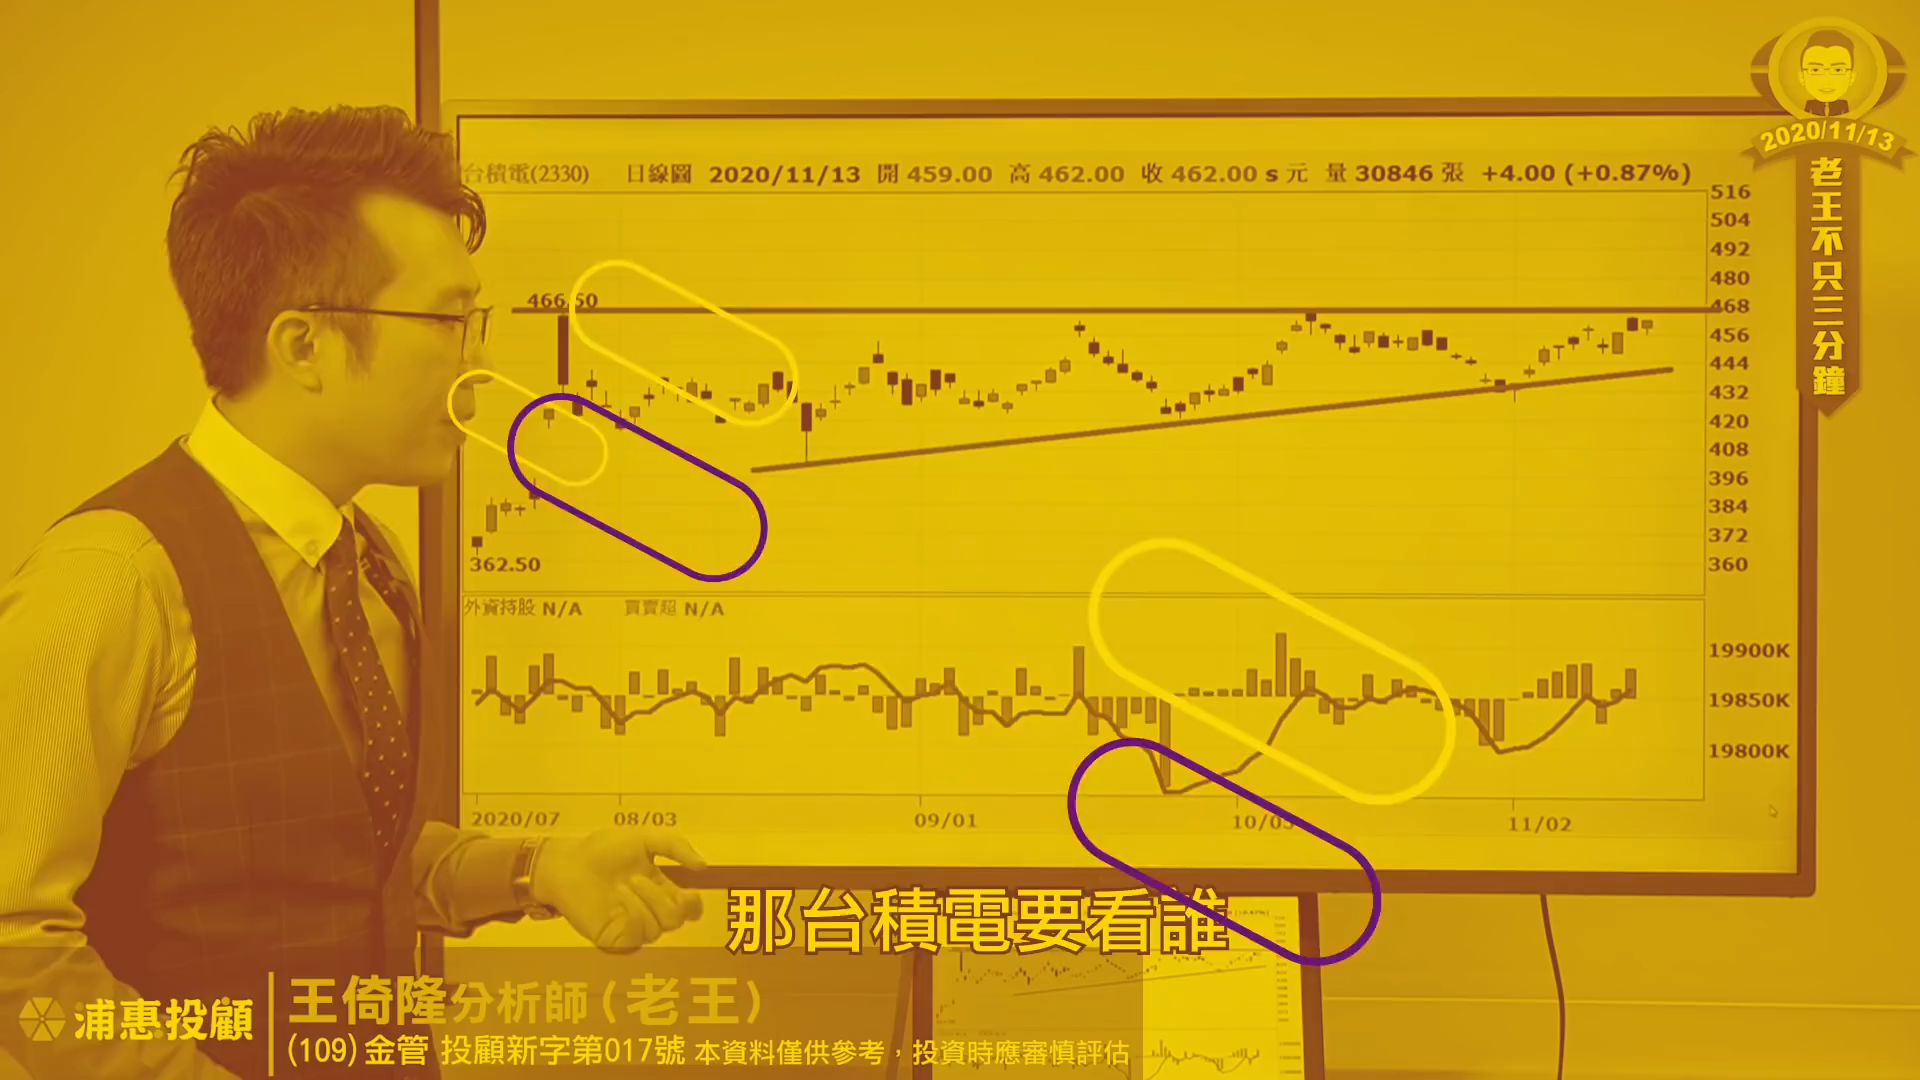 2020/11/13
老王不只三分鐘
台積電(2330) 日線圖 2020/11/13 開 459.00 高 462.00 收 462.00 s 元 量 30846 張 +4.00 (+0.87%)
516
504
492
480
468
456
444
432
420
408
396
384
372
360
466.50
362.50
外資持股 N/A 買賣超 N/A
19900K
19850K
19800K
2020/07 08/03 09/01 10/05 11/02
那台積電要看誰
浦惠投顧
王倚隆分析師(老王)
(109)金管 投顧新字第017號 本資料僅供參考，投資時應審慎評估